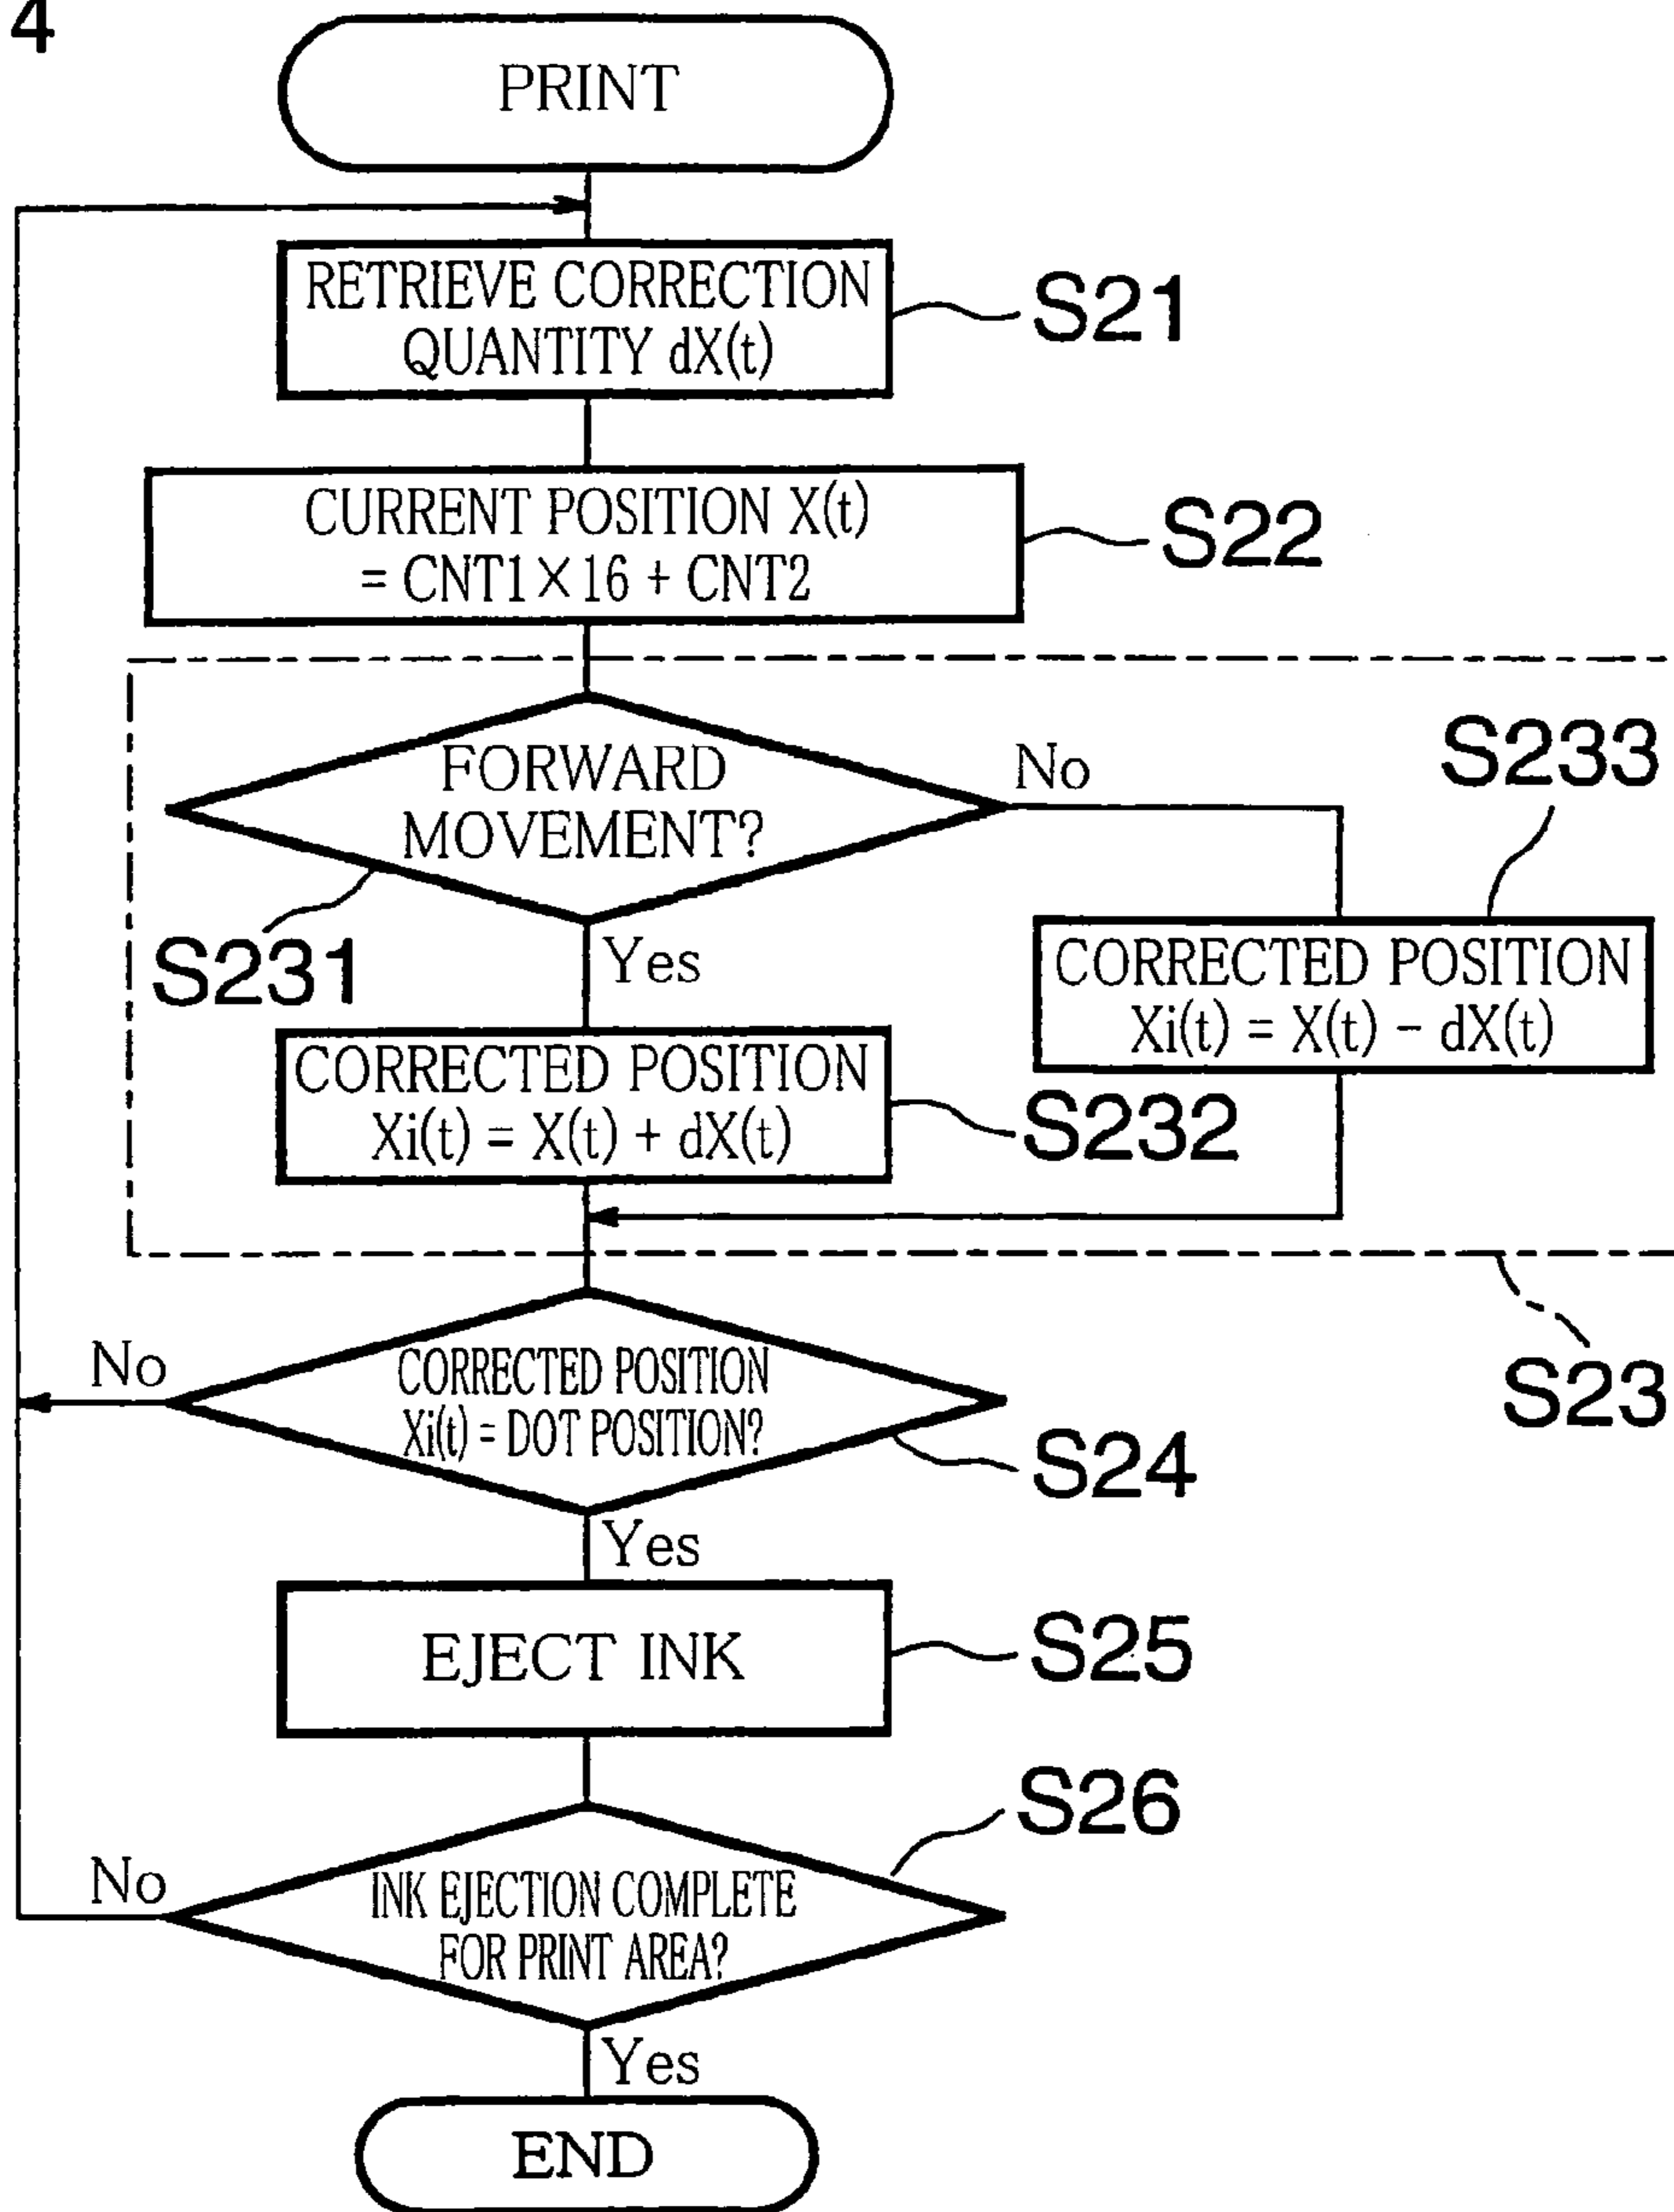 4
PRINT
RETRIEVE CORRECTION
QUANTITY dX(t)
S21
CURRENT POSITION X(t)
= CNT1×16 + CNT2
S22
FORWARD
MOVEMENT?
No
S233
S231
Yes
CORRECTED POSITION
Xi(t) = X(t) - dX(t)
CORRECTED POSITION
Xi(t) = X(t) + dX(t)
S232
No
CORRECTED POSITION
Xi(t) = DOT POSITION?
S23
S24
Yes
EJECT INK
S25
S26
No
INK EJECTION COMPLETE
FOR PRINT AREA?
Yes
END